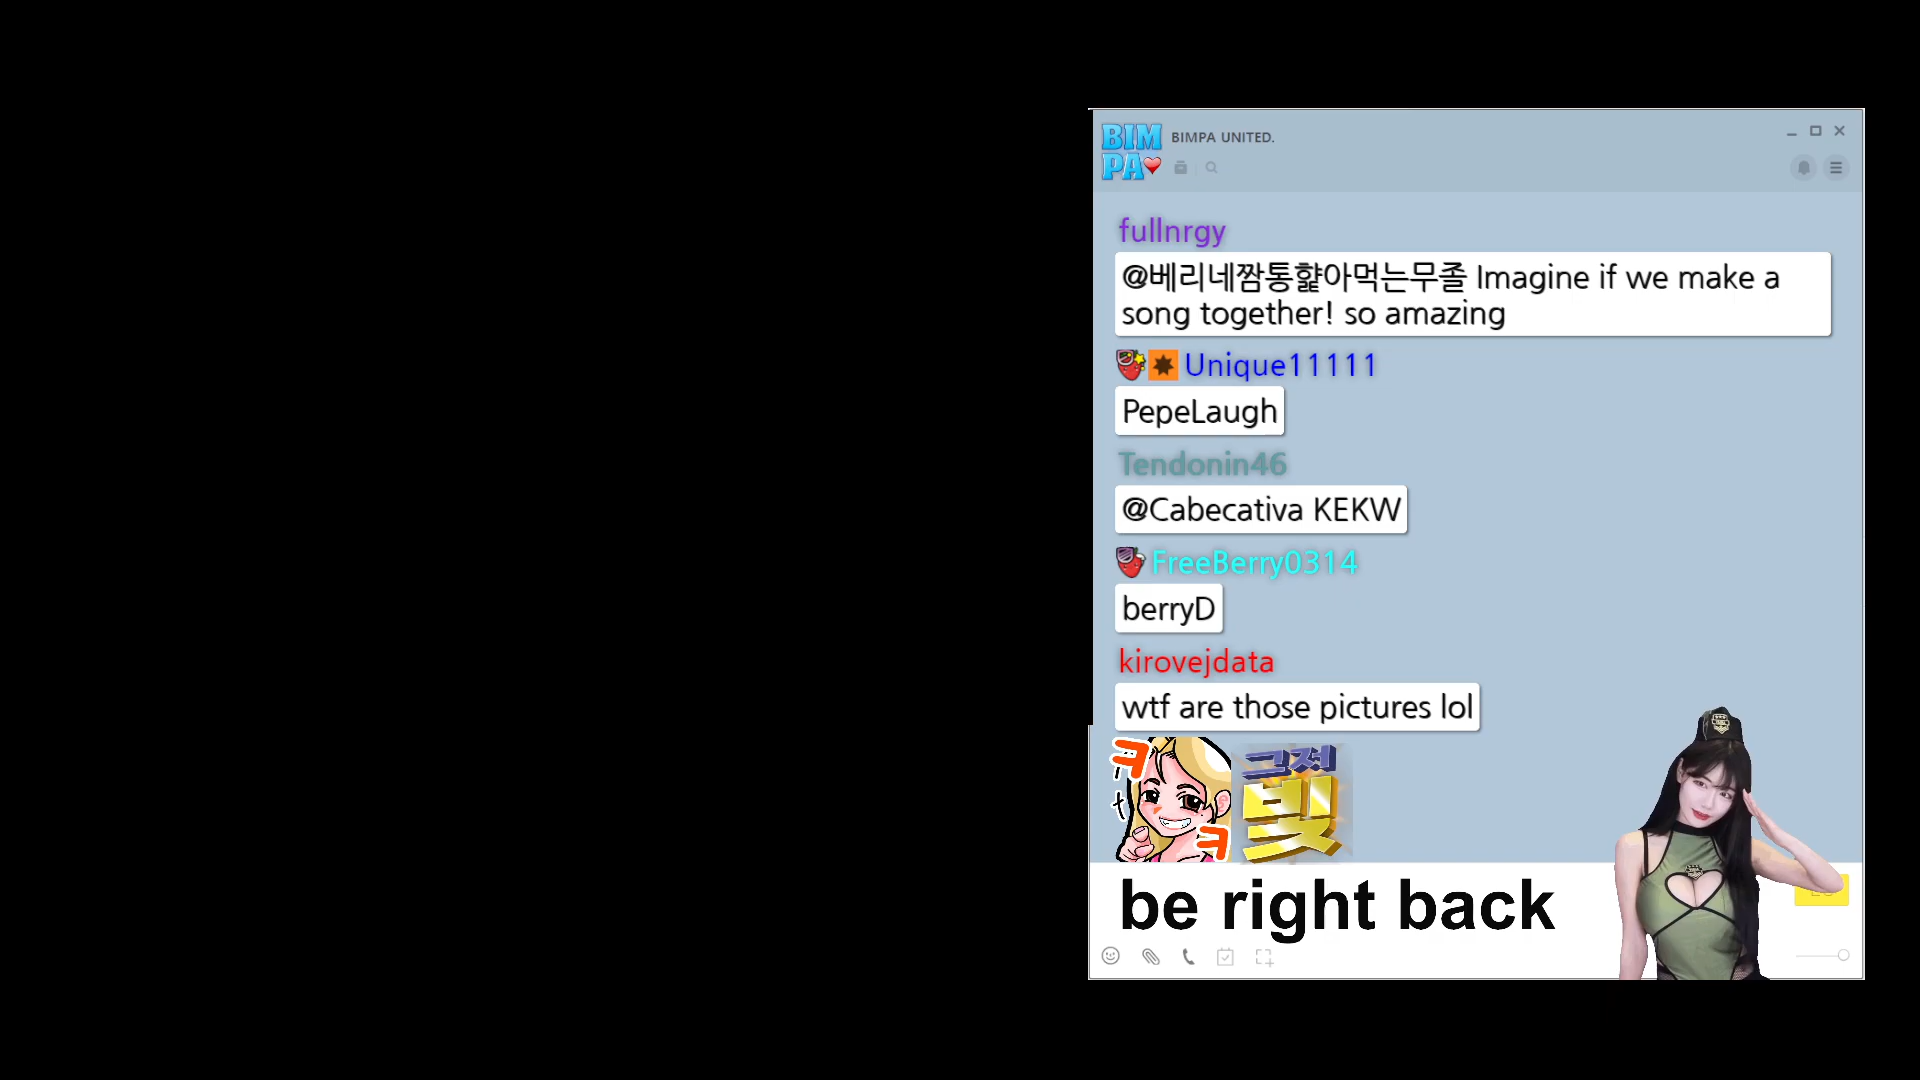 BIM
PA
BIMPA UNITED.
fullnrgy
@베리네짬통햝아먹는무졸 Imagine if we make a
song together! so amazing
Unique11111
PepeLaugh
Tendonin46
@Cabecativa KEKW
FreeBerry0314
berryD
kirovejdata
wtf are those pictures lol
ㅋ
ㅋ
그저
빛
be right back